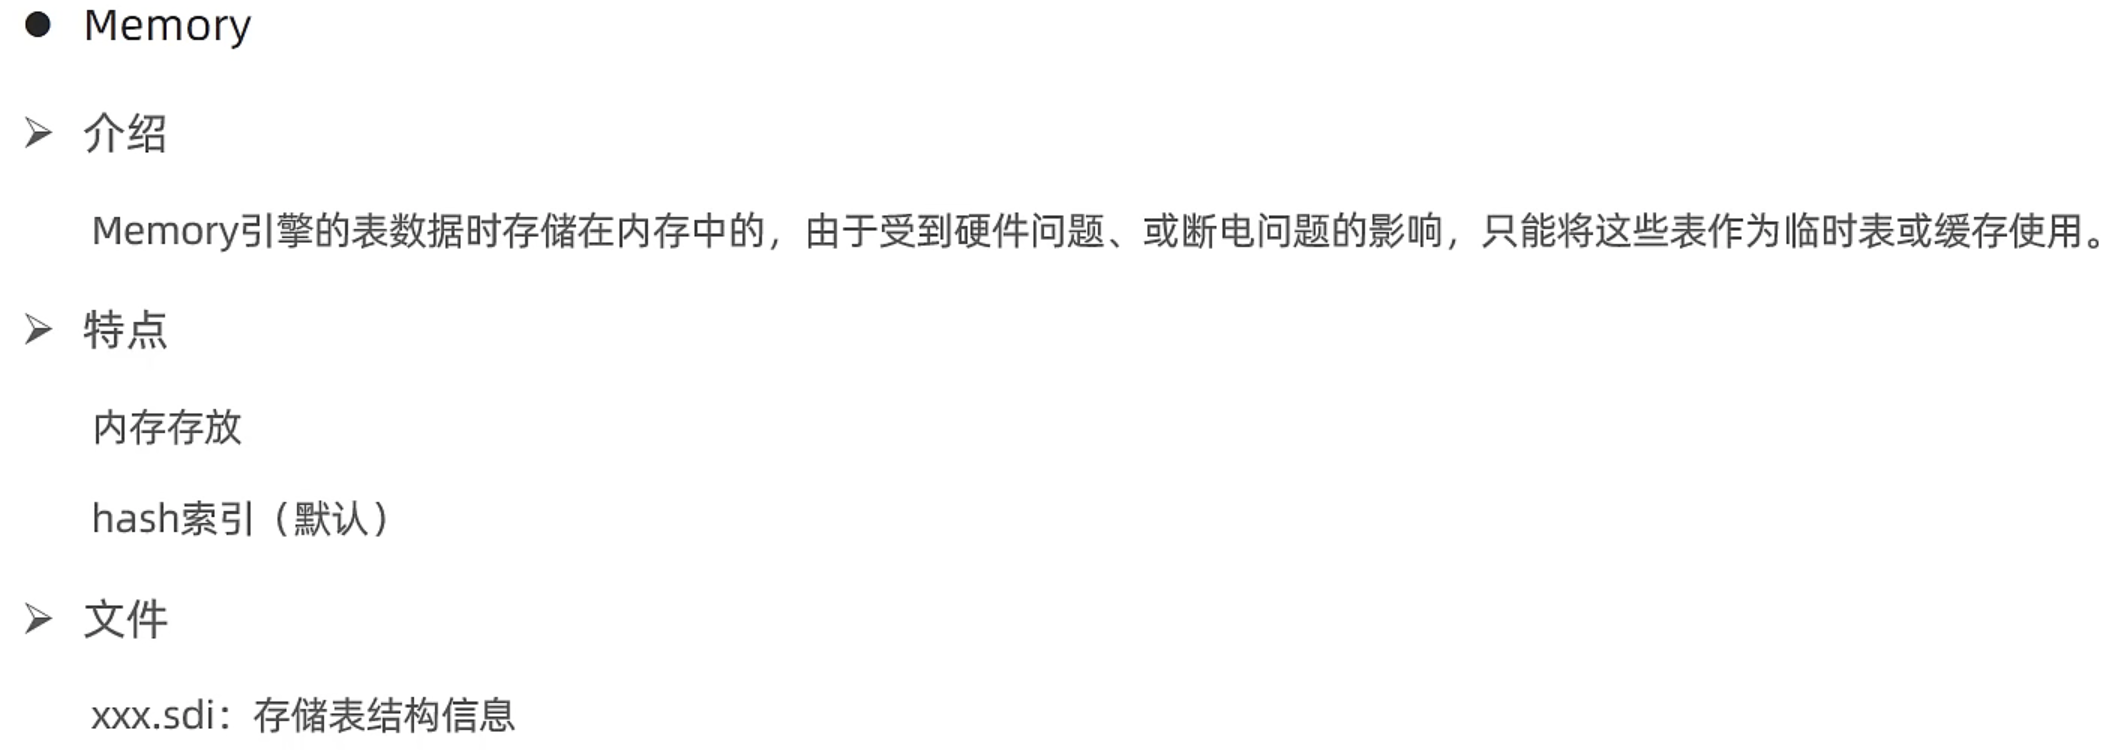 ● Memory
➢ 介绍
Memory引擎的表数据时存储在内存中的，由于受到硬件问题、或断电问题的影响，只能将这些表作为临时表或缓存使用。
➢ 特点
内存存放
hash索引（默认）
➢ 文件
xxx.sdi：存储表结构信息